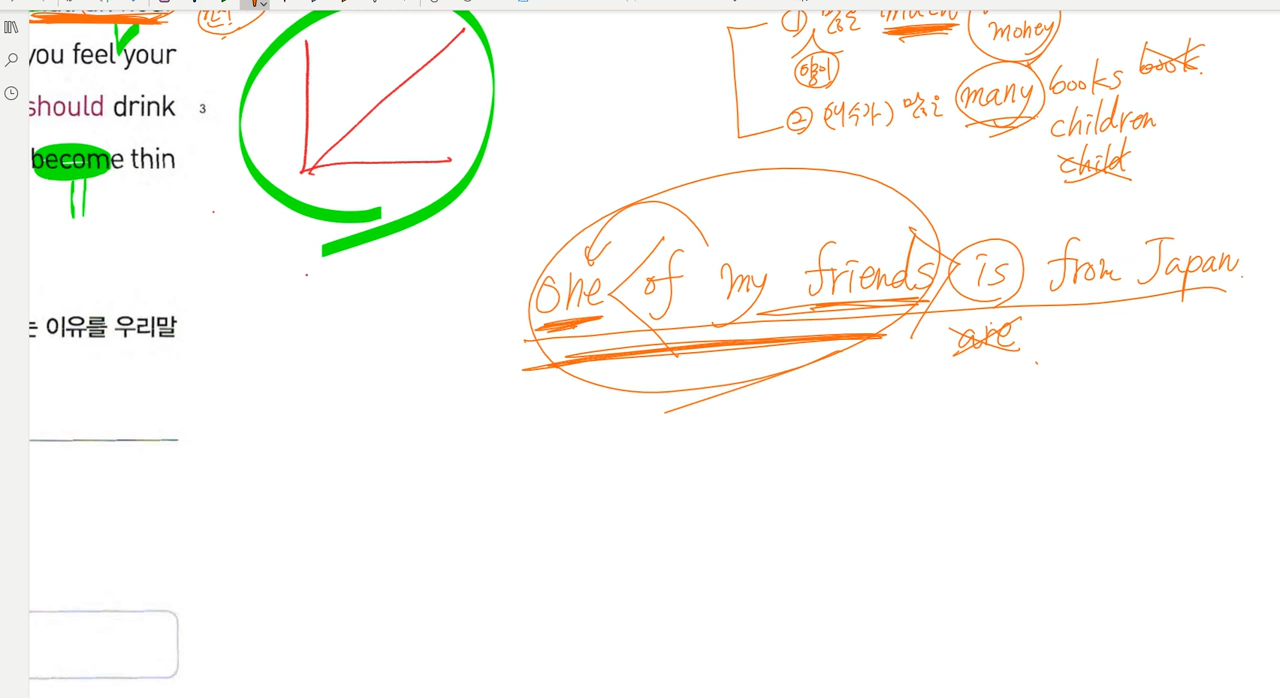 you feel your
should drink 3
become thin
는 이유를 우리말
① 많은 much money
양이
② (개수가) 많은 many books book
children
child
one of my friends is from Japan.
are